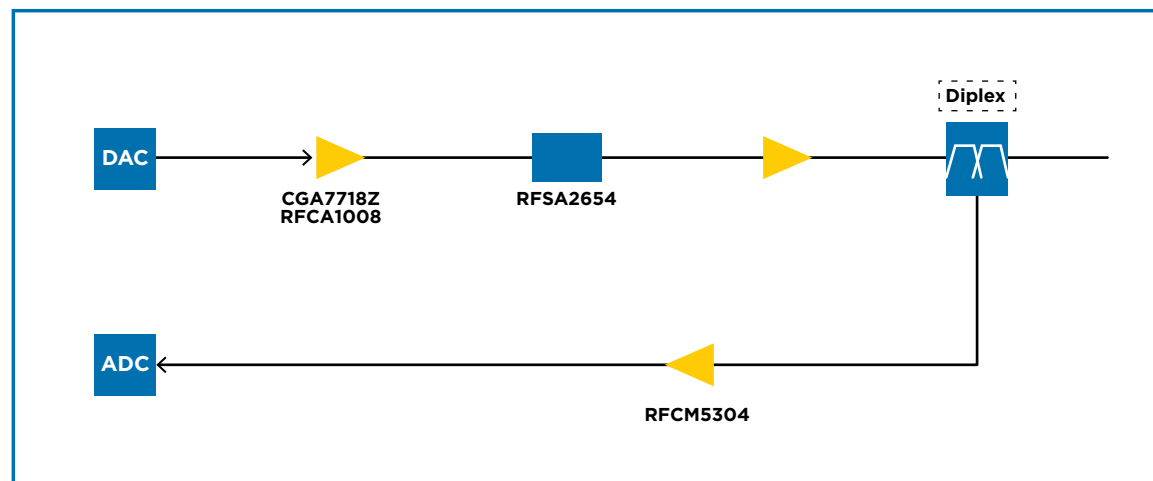 Diplex
DAC
CGA7718Z
RFCA1008
RFSA2654
ADC
RFCM5304